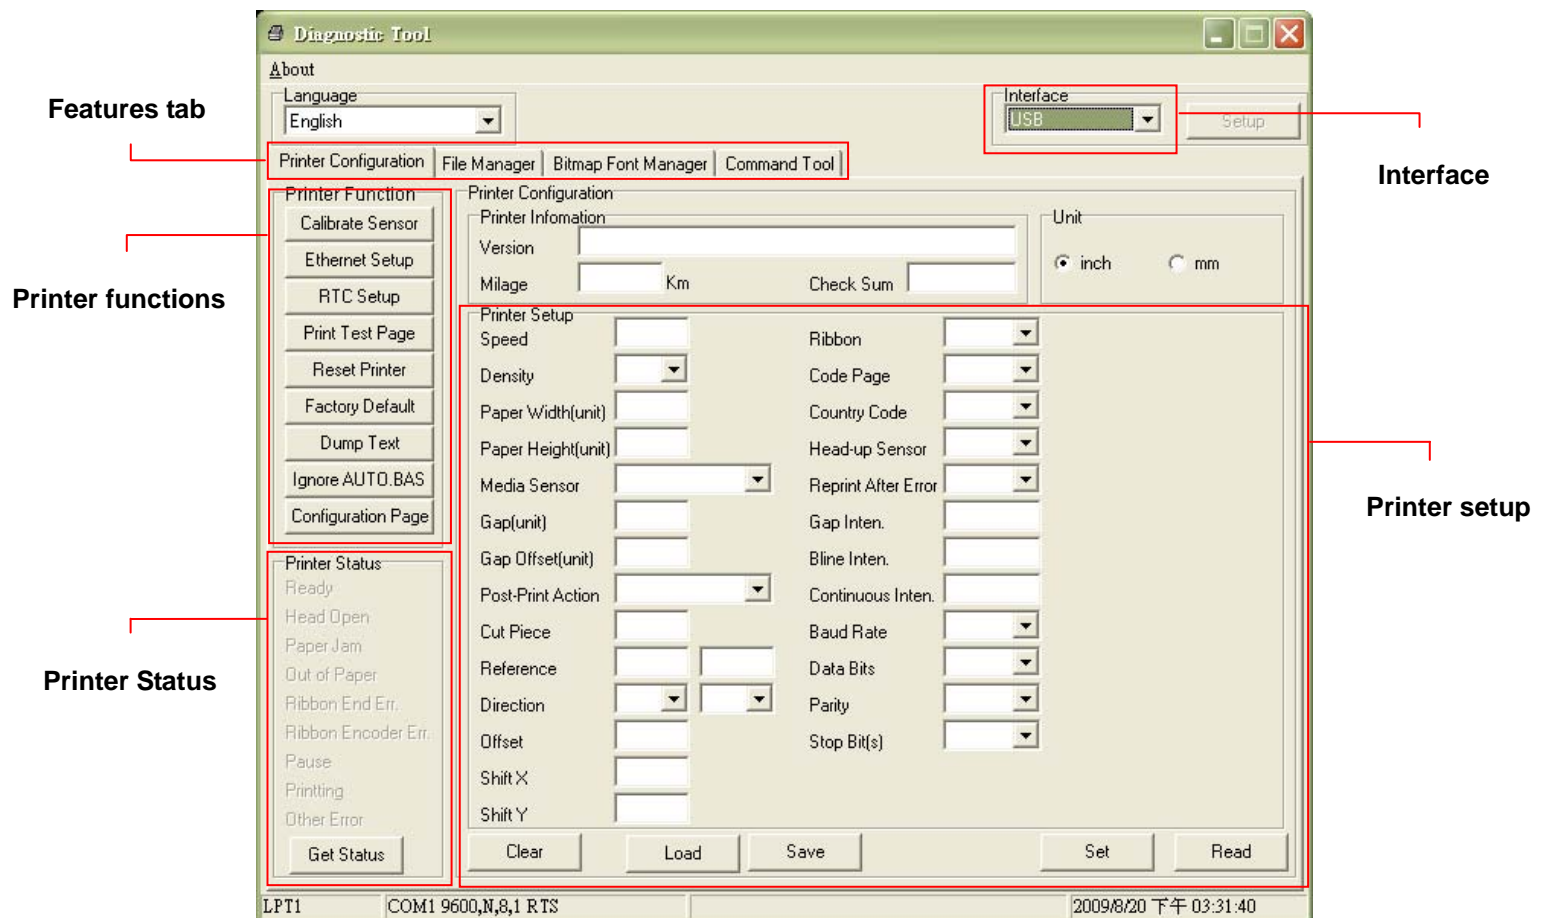 Diagnostic Tool
About
Features tab
Language
English
Interface
USB
Setup
Interface
Printer Configuration
File Manager
Bitmap Font Manager
Command Tool
Printer functions
Printer Function
Calibrate Sensor
Ethernet Setup
RTC Setup
Print Test Page
Reset Printer
Factory Default
Dump Text
Ignore AUTO.BAS
Configuration Page
Printer Configuration
Printer Infomation
Version
Milage
Km
Check Sum
Unit
inch
mm
Printer Setup
Speed
Density
Paper Width(unit)
Paper Height(unit)
Media Sensor
Gap(unit)
Gap Offset(unit)
Post-Print Action
Cut Piece
Reference
Direction
Offset
Shift X
Shift Y
Ribbon
Code Page
Country Code
Head-up Sensor
Reprint After Error
Gap Inten.
Bline Inten.
Continuous Inten.
Baud Rate
Data Bits
Parity
Stop Bit(s)
Printer setup
Printer Status
Printer Status
Ready
Head Open
Paper Jam
Out of Paper
Ribbon End Err.
Ribbon Encoder Err.
Pause
Printting
Other Error
Get Status
Clear
Load
Save
Set
Read
LPT1
COM1 9600,N,8,1 RTS
2009/8/20 下午 03:31:40